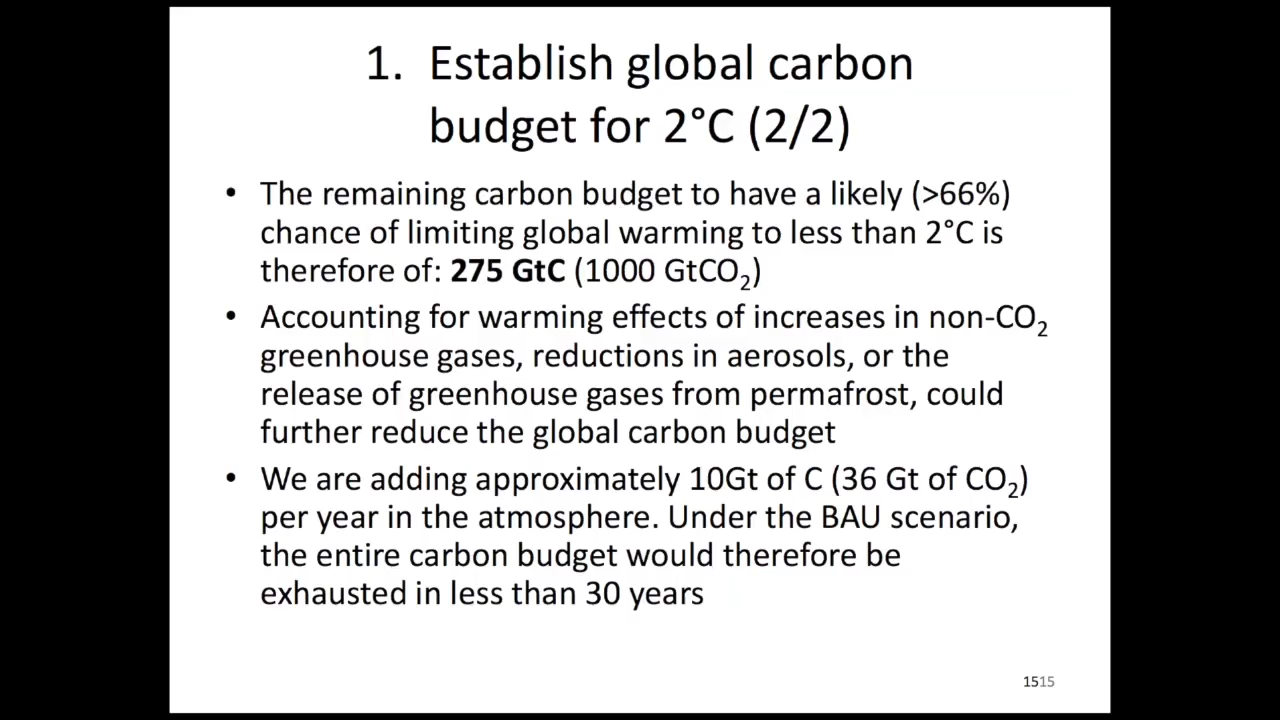 1. Establish global carbon
budget for 2°C (2/2)
• The remaining carbon budget to have a likely (>66%)
chance of limiting global warming to less than 2°C is
therefore of: 275 GtC (1000 GtCO₂)
• Accounting for warming effects of increases in non-CO₂
greenhouse gases, reductions in aerosols, or the
release of greenhouse gases from permafrost, could
further reduce the global carbon budget
• We are adding approximately 10Gt of C (36 Gt of CO₂)
per year in the atmosphere. Under the BAU scenario,
the entire carbon budget would therefore be
exhausted in less than 30 years
1515